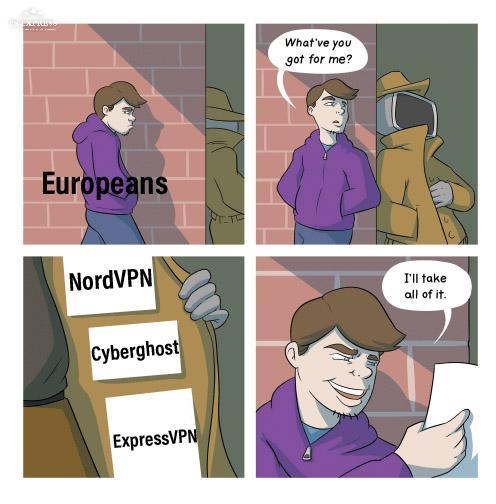 Europeans
What've you
got for me?
NordVPN
Cyberghost
ExpressVPN
I'll take
all of it.